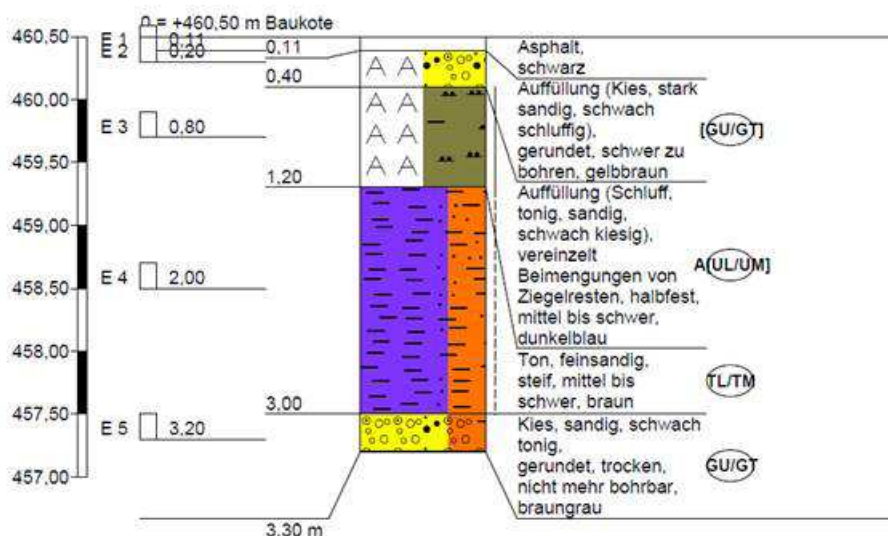 0 = +460,50 m Baukote
460,50
460,00
459,50
459,00
458,50
458,00
457,50
457,00
E 1 0,11
E 2 0,20
E 3 0,80
E 4 2,00
E 5 3,20
0,11
0,40
1,20
3,00
3,30 m
Asphalt,
schwarz
Auffüllung (Kies, stark
sandig, schwach
schluffig),
gerundet, schwer zu
bohren, gelbbraun
[GU/GT]
Auffüllung (Schluff,
tonig, sandig,
schwach kiesig),
vereinzelt
Beimengungen von
Ziegelresten, halbfest,
mittel bis schwer,
dunkelblau
A[UL/UM]
Ton, feinsandig,
steif, mittel bis
schwer, braun
TL/TM
Kies, sandig, schwach
tonig,
gerundet, trocken,
nicht mehr bohrbar,
braungrau
GU/GT